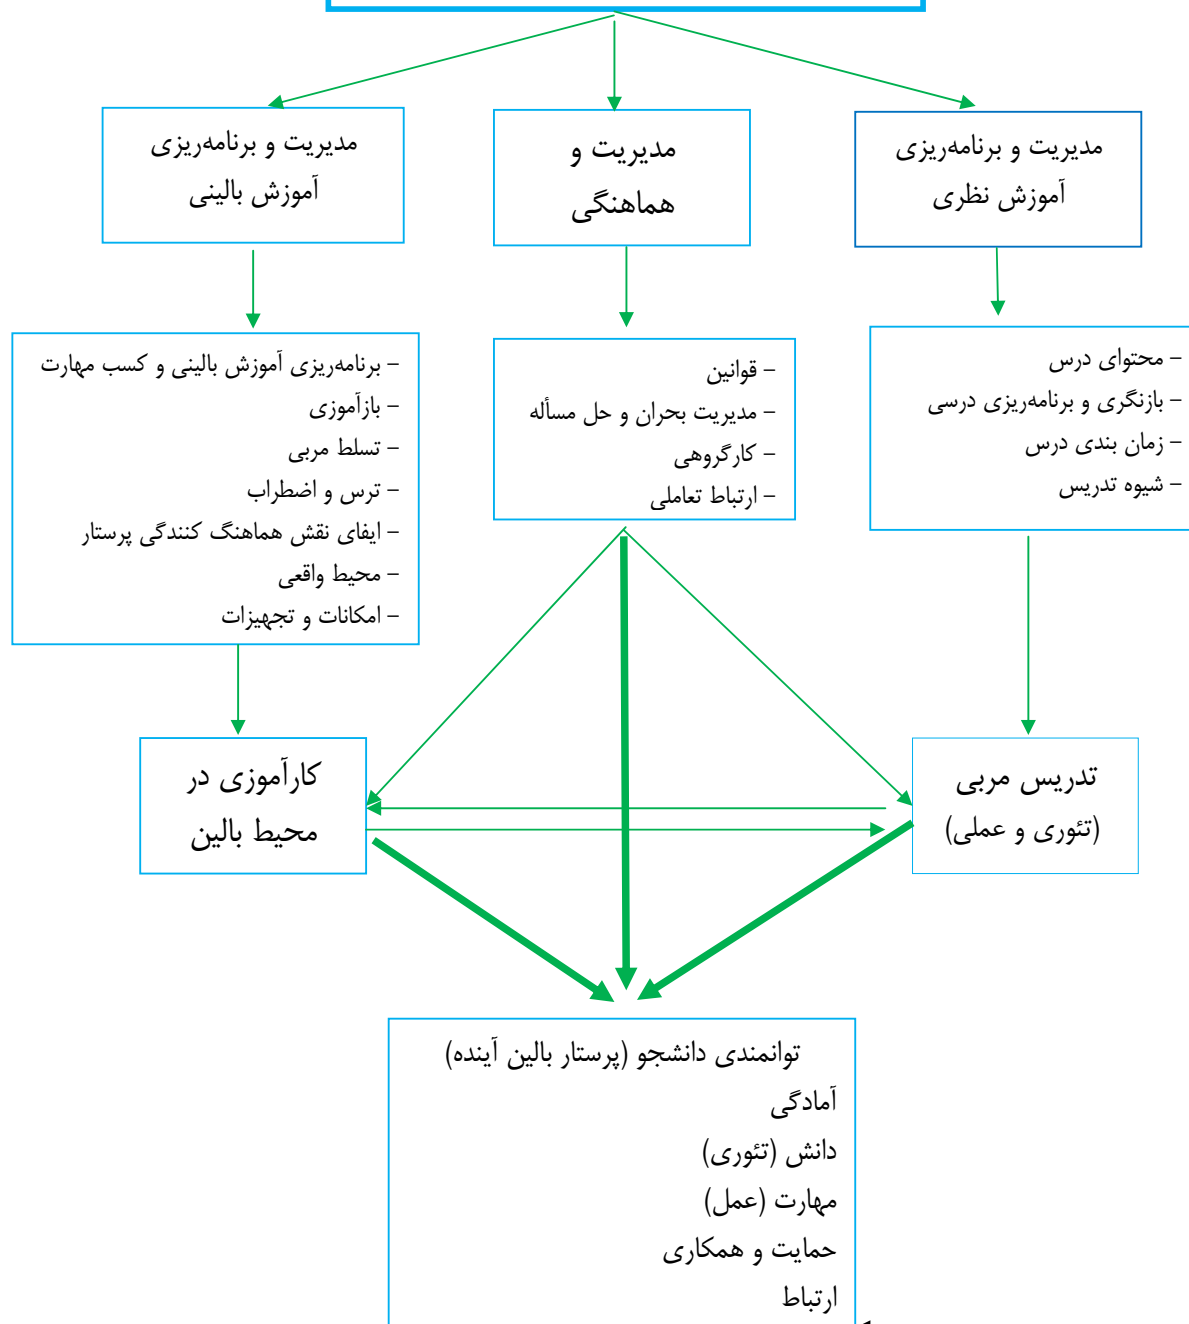 مدیریت و برنامه‌ریزی
آموزش نظری
مدیریت و
هماهنگی
مدیریت و برنامه‌ریزی
آموزش بالینی
- محتوای درس
- بازنگری و برنامه‌ریزی درسی
- زمان بندی درس
- شیوه تدریس
- قوانین
- مدیریت بحران و حل مسأله
- کارگروهی
- ارتباط تعاملی
- برنامه‌ریزی آموزش بالینی و کسب مهارت
- بازآموزی
- تسلط مربی
- ترس و اضطراب
- ایفای نقش هماهنگ کنندگی پرستار
- محیط واقعی
- امکانات و تجهیزات
تدریس مربی
(تئوری و عملی)
کارآموزی در
محیط بالین
توانمندی دانشجو (پرستار بالین آینده)
آمادگی
دانش (تئوری)
مهارت (عمل)
حمایت و همکاری
ارتباط